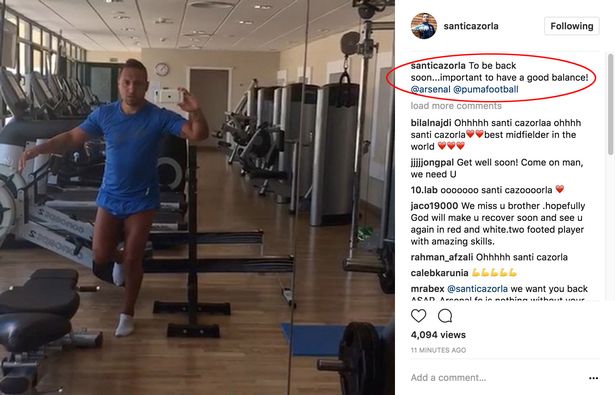 santicazorla
Following
santicazorla To be back
soon...important to have a good balance!
@arsenal @pumafootball
load more comments
bilalnajdi Ohhhhh santi cazorlaa ohhhh
santi cazorla❤❤best midfielder in the
world ❤❤❤
jjjjjongpal Get well soon! Come on man,
we need U
10.lab ooooooo santi cazooooorla ❤
jaco19000 We miss u brother .hopefully
God will make u recover soon and see u
again in red and white.two footed player
with amazing skills.
rahman_afzali Ohhhhh santi cazorla
calebkarunia 💪💪💪💪💪
mrabex @santicazorla we want you back
ASAP. Arsenal fc is nothing without your
4,094 views
11 MINUTES AGO
Add a comment...